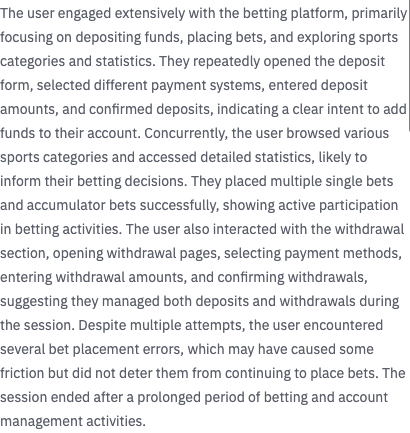 The user engaged extensively with the betting platform, primarily
focusing on depositing funds, placing bets, and exploring sports
categories and statistics. They repeatedly opened the deposit
form, selected different payment systems, entered deposit
amounts, and confirmed deposits, indicating a clear intent to add
funds to their account. Concurrently, the user browsed various
sports categories and accessed detailed statistics, likely to
inform their betting decisions. They placed multiple single bets
and accumulator bets successfully, showing active participation
in betting activities. The user also interacted with the withdrawal
section, opening withdrawal pages, selecting payment methods,
entering withdrawal amounts, and confirming withdrawals,
suggesting they managed both deposits and withdrawals during
the session. Despite multiple attempts, the user encountered
several bet placement errors, which may have caused some
friction but did not deter them from continuing to place bets. The
session ended after a prolonged period of betting and account
management activities.